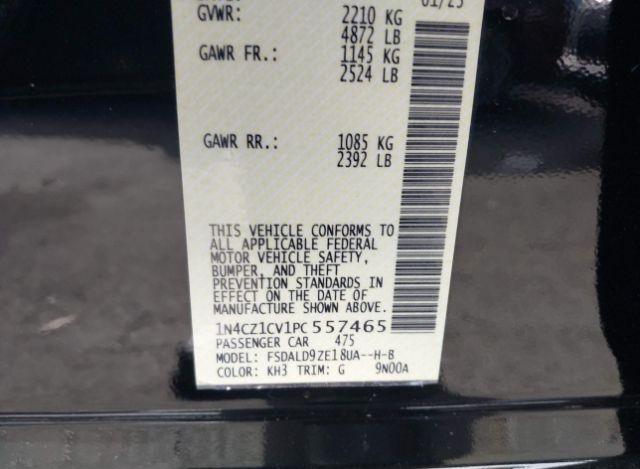 01/23
GVWR: 2210 KG
4872 LB
GAWR FR.: 1145 KG
2524 LB
GAWR RR.: 1085 KG
2392 LB
THIS VEHICLE CONFORMS TO
ALL APPLICABLE FEDERAL
MOTOR VEHICLE SAFETY,
BUMPER, AND THEFT
PREVENTION STANDARDS IN
EFFECT ON THE DATE OF
MANUFACTURE SHOWN ABOVE.
1N4CZ1CV1PC557465
PASSENGER CAR 475
MODEL: FSDALD9ZE18UA--H-B
COLOR: KH3 TRIM: G 9N00A